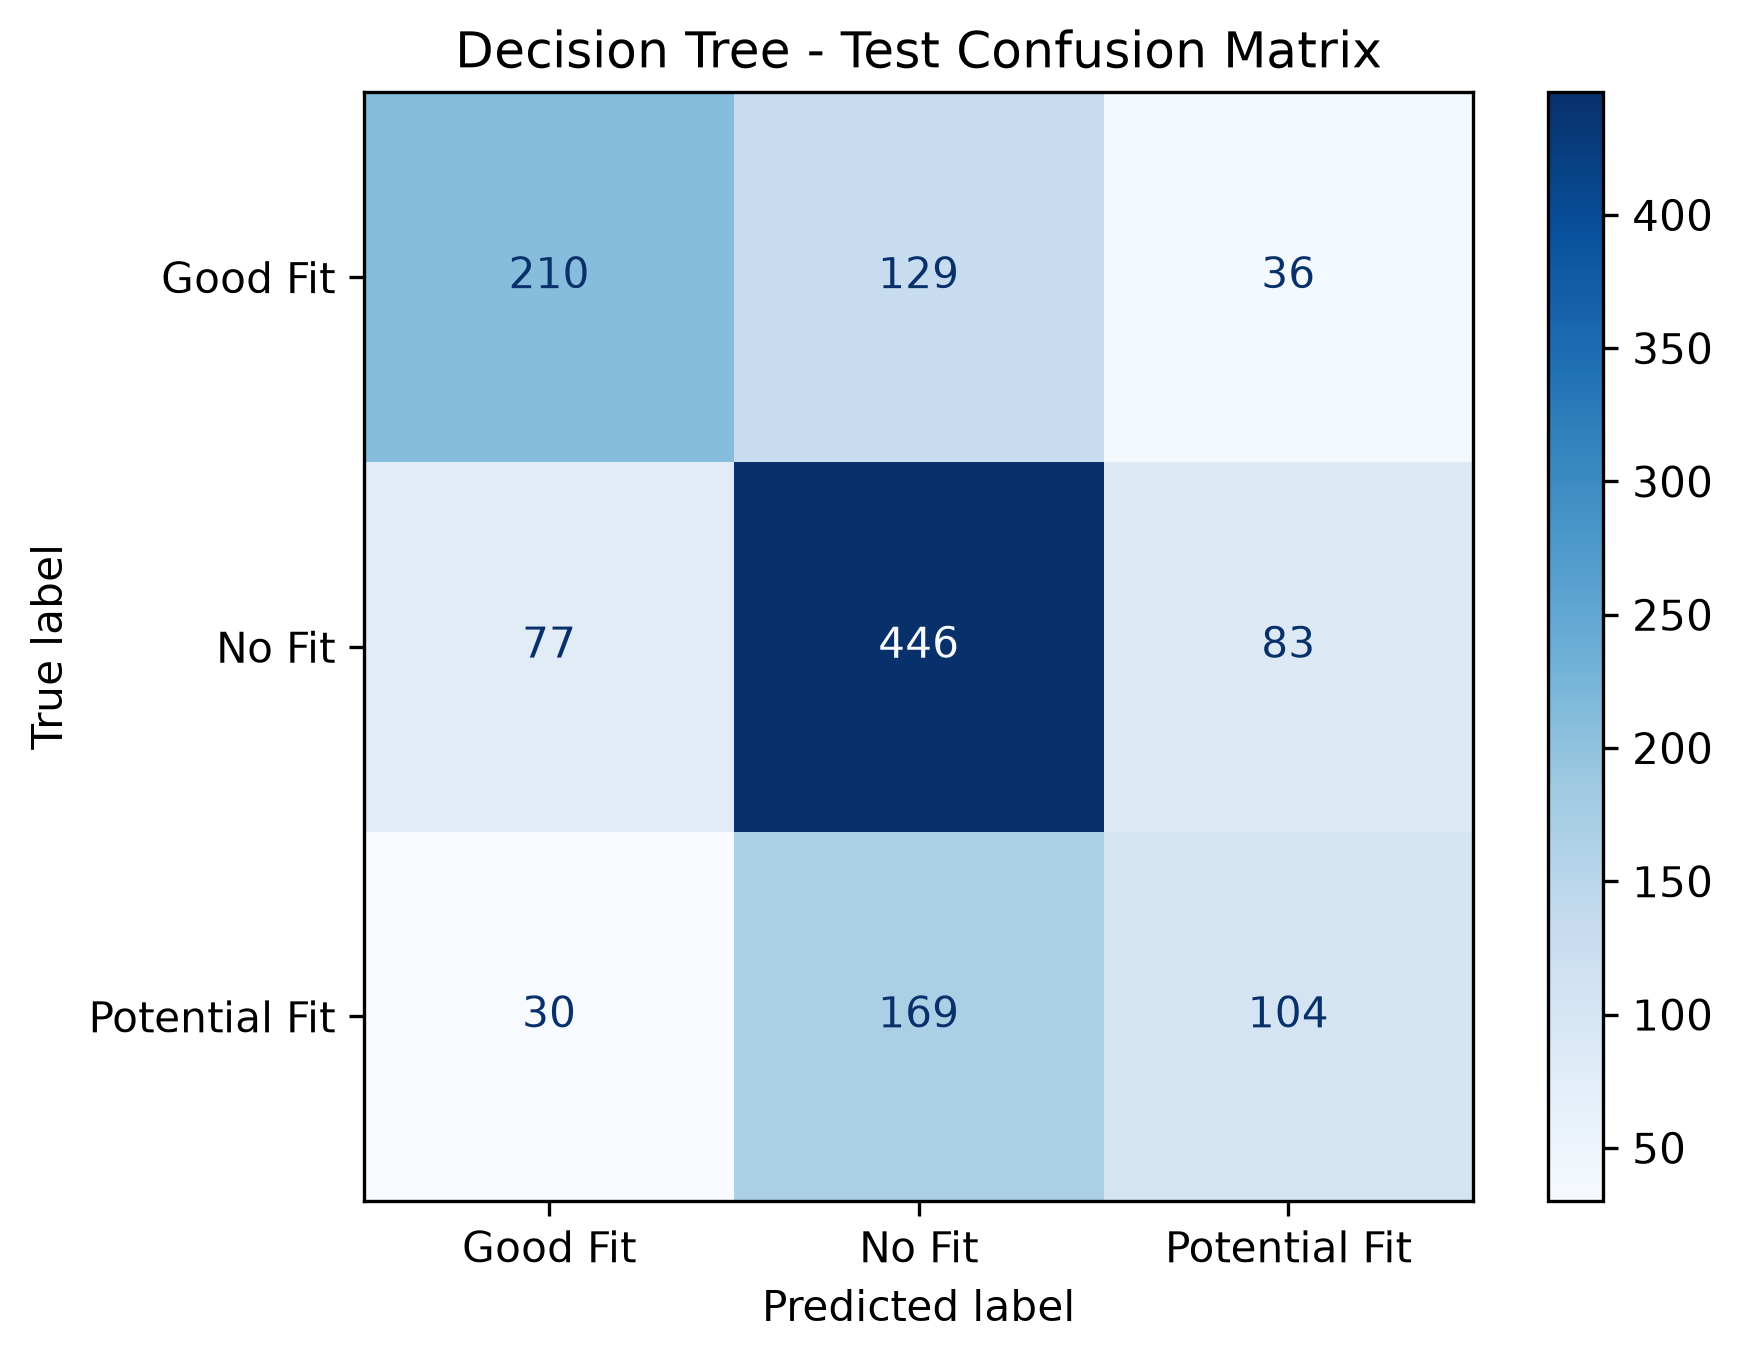 Decision Tree - Test Confusion Matrix
Good Fit
210
129
36
No Fit
77
446
83
Potential Fit
30
169
104
True label
Good Fit
No Fit
Potential Fit
Predicted label
400
350
300
250
200
150
100
50